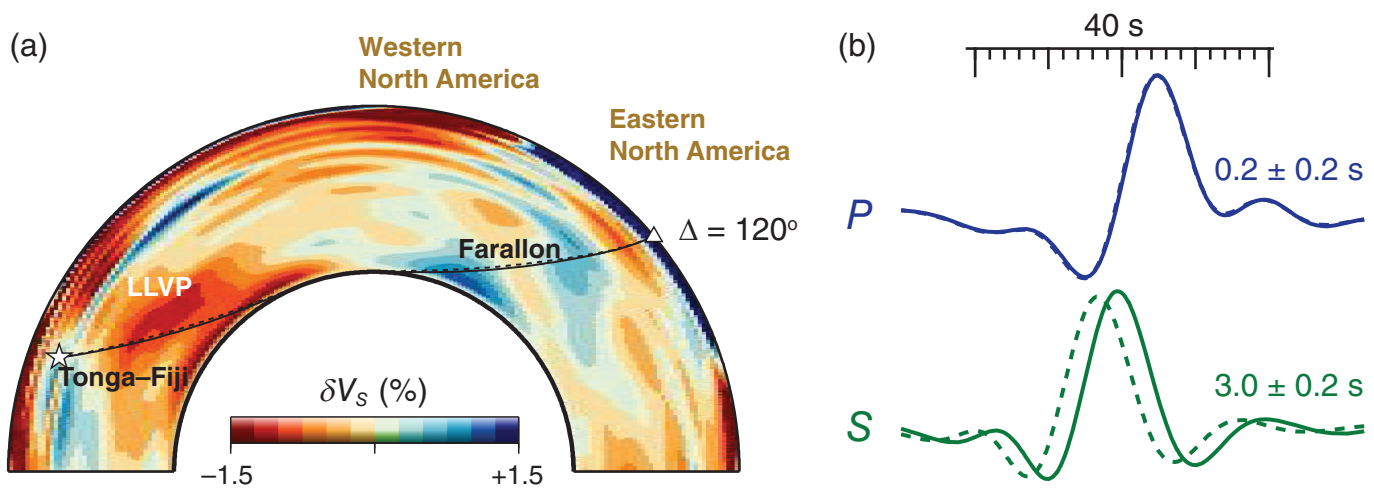 (a)
Western
North America
Eastern
North America
Δ = 120°
Farallon
LLVP
Tonga–Fiji
δVS (%)
−1.5
+1.5
(b)
40 s
P
0.2 ± 0.2 s
S
3.0 ± 0.2 s